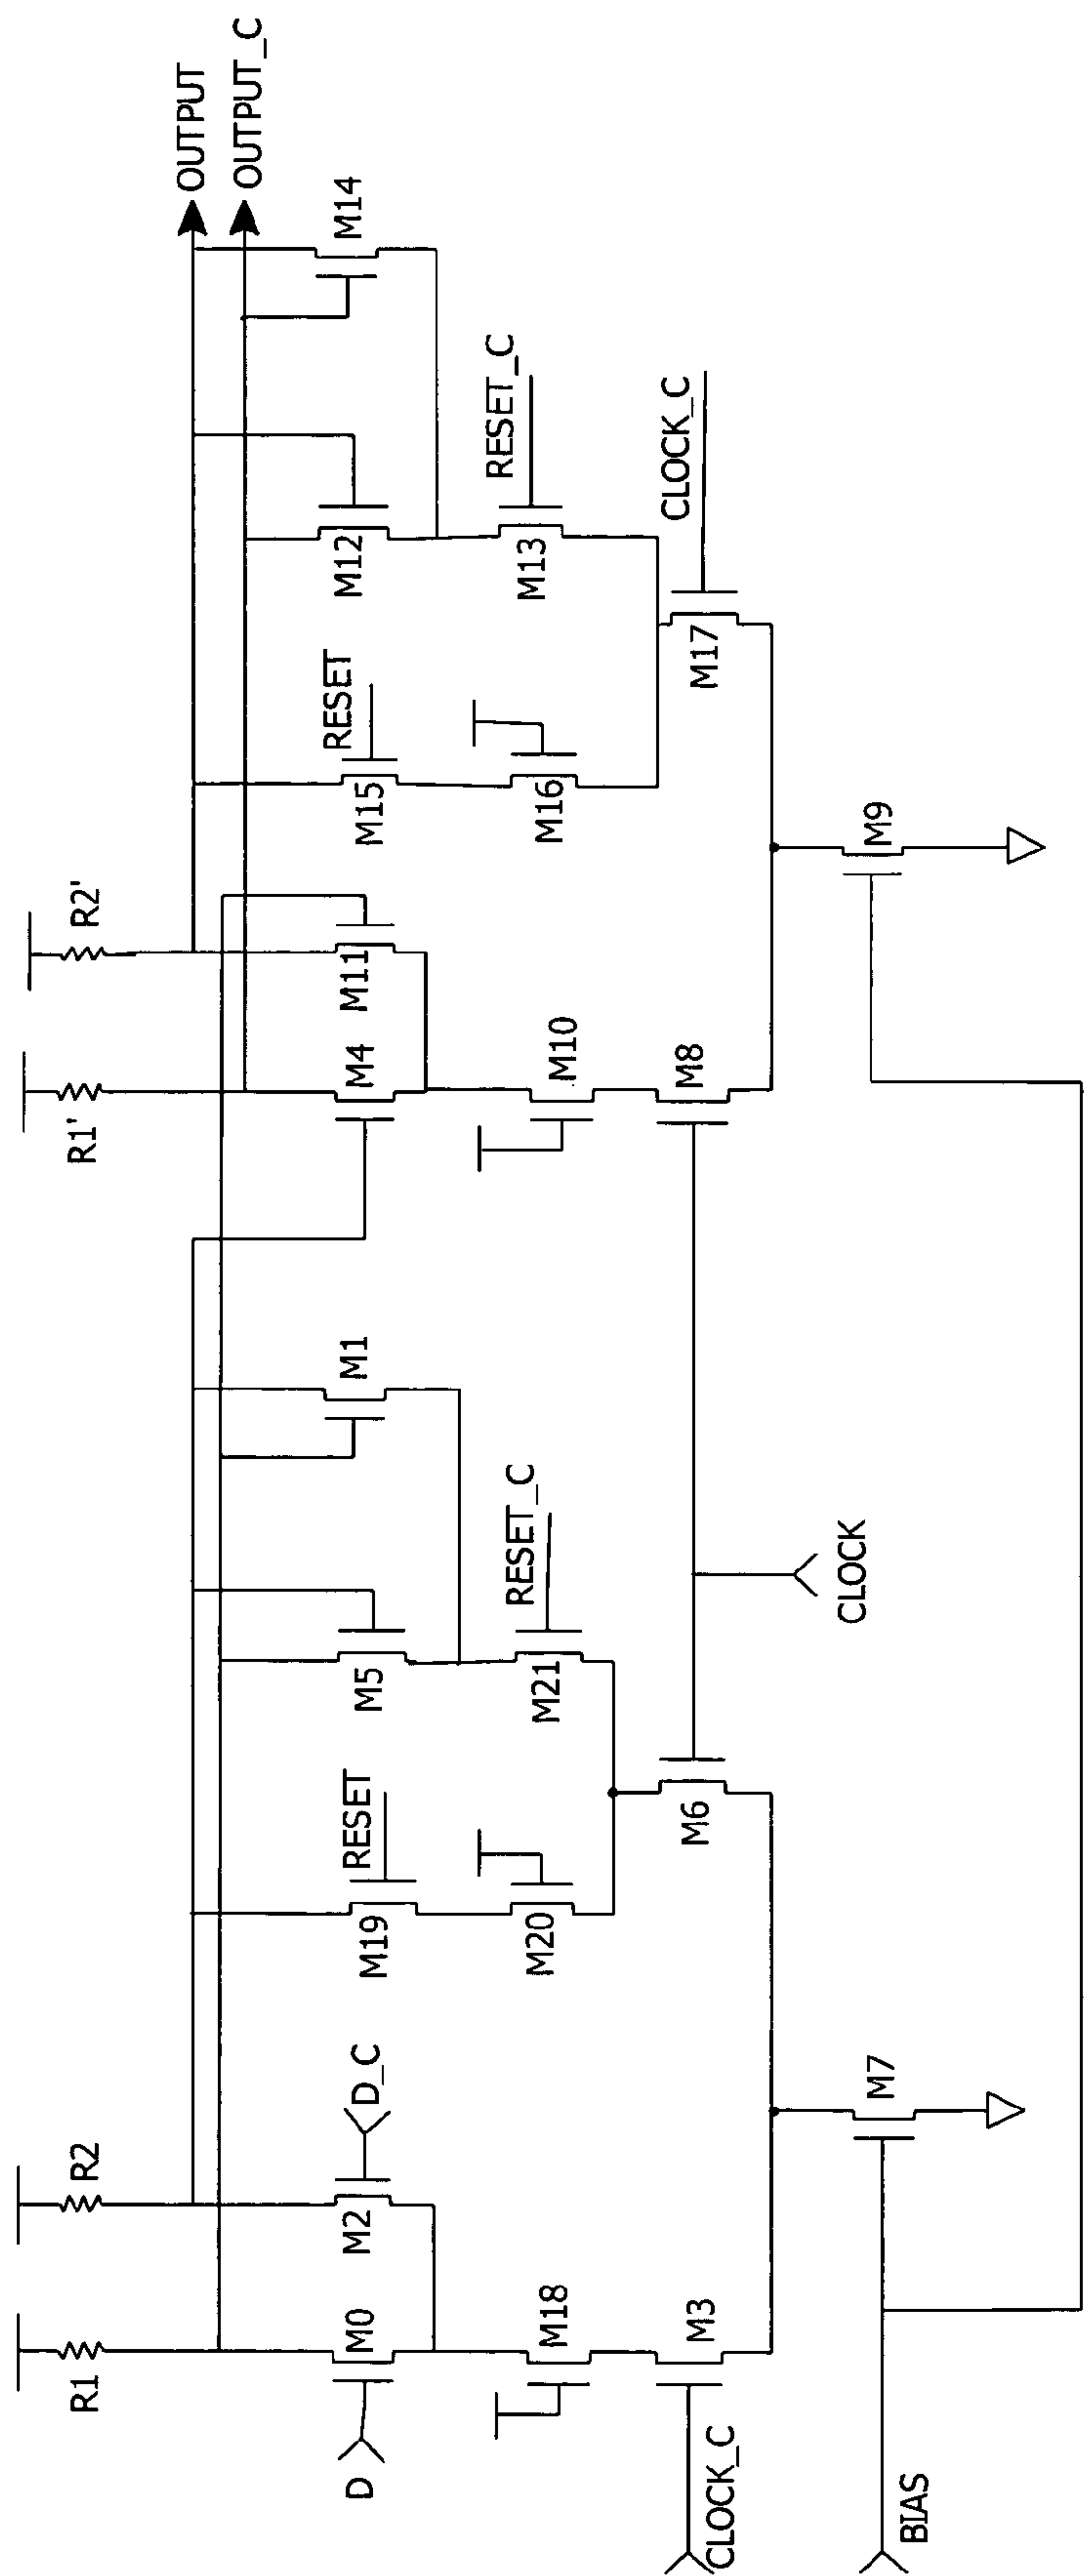 R1
R2
R1'
R2'
OUTPUT
OUTPUT_C
D
M0
M2
D_C
M19
RESET
M5
M1
M4
M11
M15
RESET
M12
M14
M18
M20
M21
RESET_C
M10
M16
M13
RESET_C
CLOCK_C
M3
M6
CLOCK
M8
M17
CLOCK_C
BIAS
M7
M9